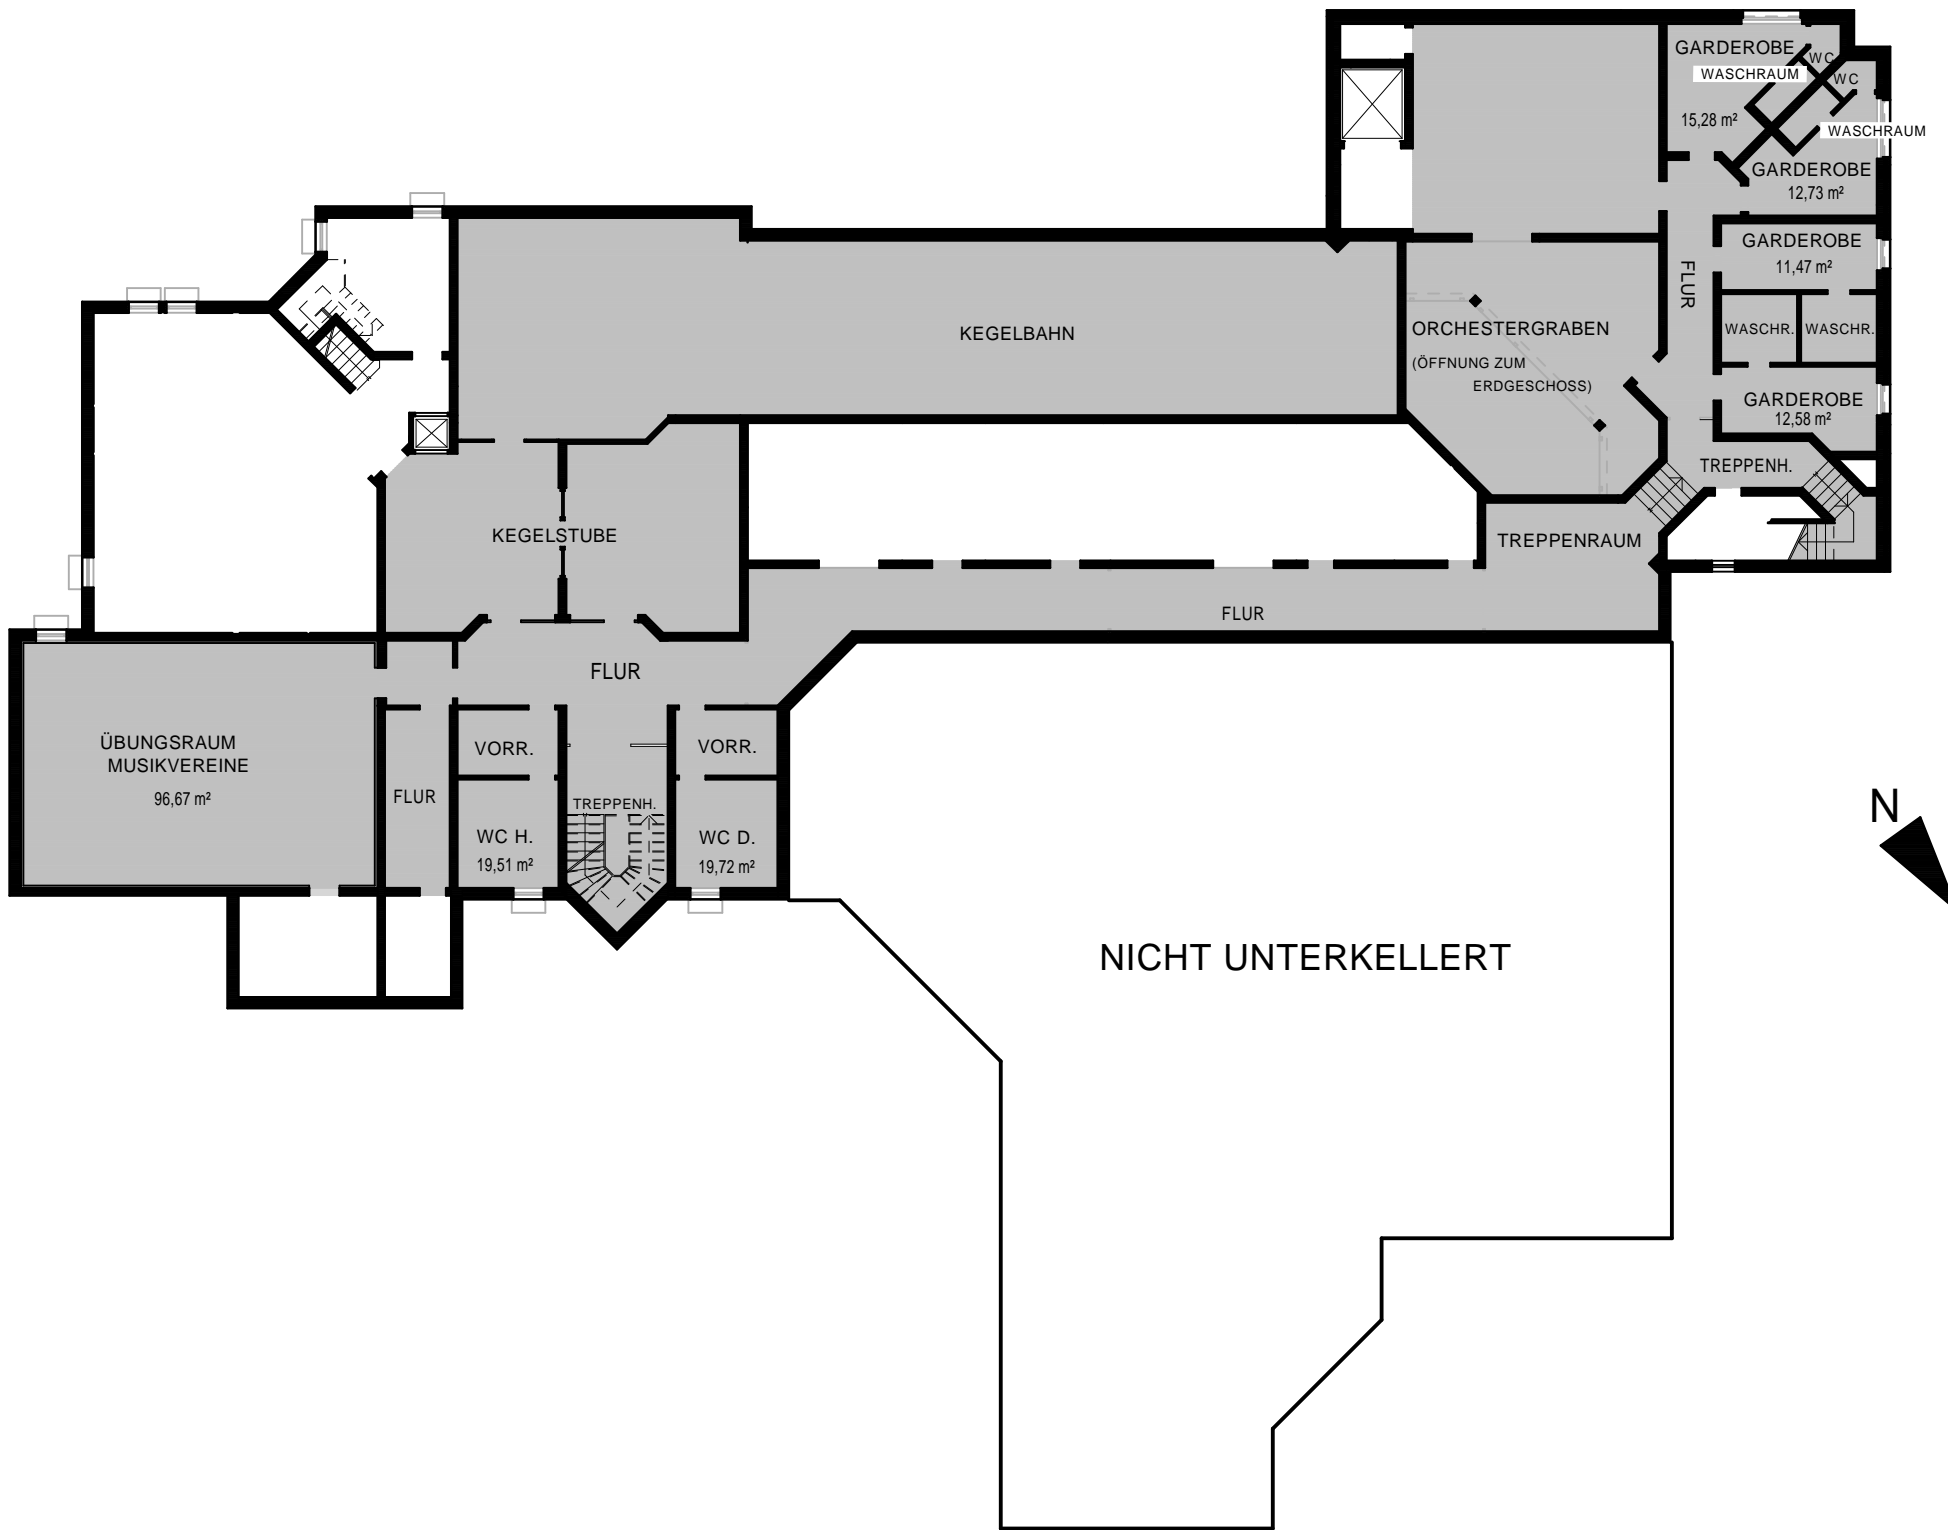 GARDEROBE
WC
WASCHRAUM
WC
15,28 m²
WASCHRAUM
GARDEROBE
12,73 m²
GARDEROBE
11,47 m²
FLUR
KEGELBAHN
ORCHESTERGRABEN
(ÖFFNUNG ZUM
ERDGESCHOSS)
WASCHR.
WASCHR.
GARDEROBE
12,58 m²
TREPPENH.
KEGELSTUBE
TREPPENRAUM
FLUR
FLUR
ÜBUNGSRAUM
MUSIKVEREINE
96,67 m²
VORR.
VORR.
FLUR
TREPPENH.
WC H.
19,51 m²
WC D.
19,72 m²
N
NICHT UNTERKELLERT